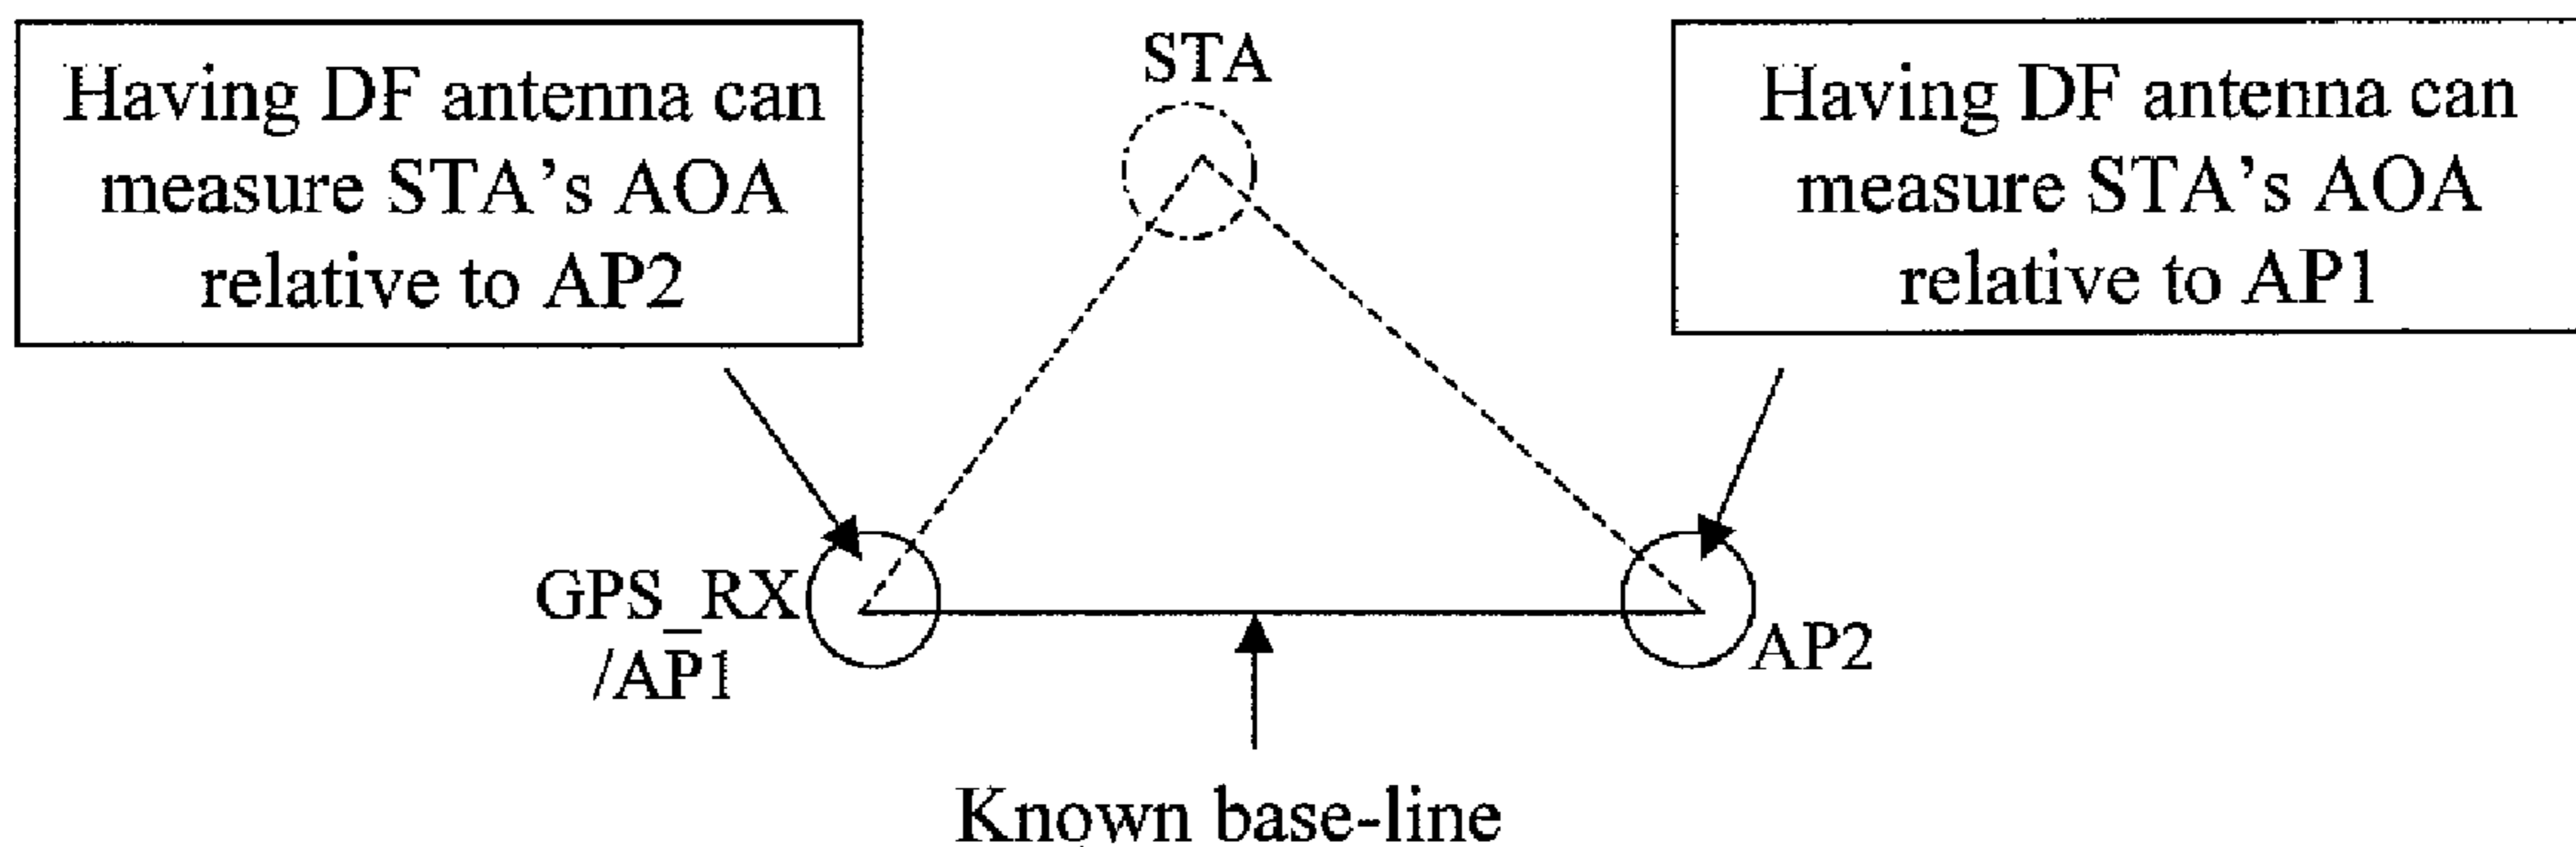 Having DF antenna can
measure STA's AOA
relative to AP2
STA
Having DF antenna can
measure STA's AOA
relative to AP1
GPS_RX
/AP1
AP2
Known base-line